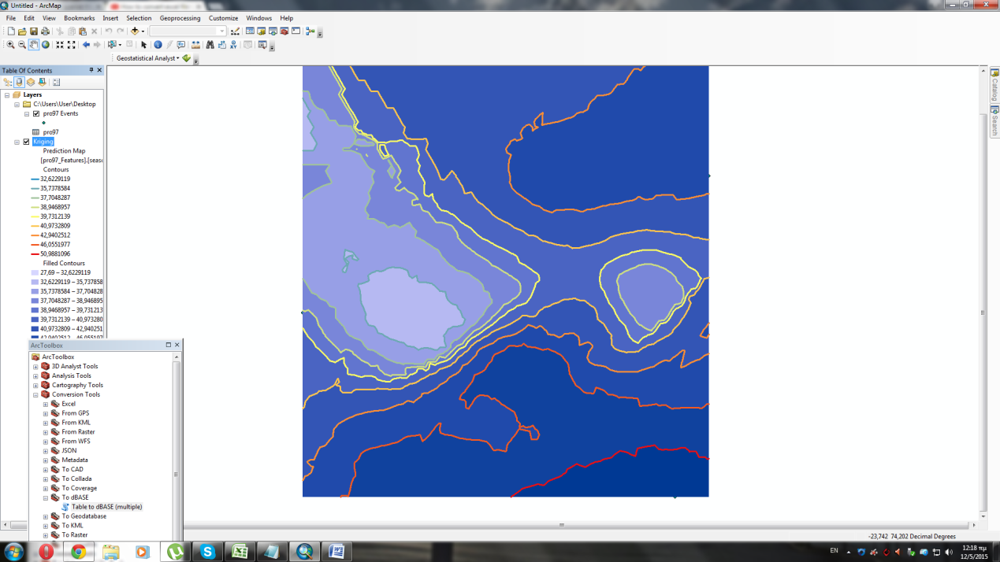 Untitled - ArcMap
File Edit View Bookmarks Insert Selection Geoprocessing Customize Windows Help
Geostatistical Analyst
Table Of Contents
Layers
C:\Users\User\Desktop
pro97 Events
pro97
Kriging
Prediction Map
[pro97_Features].[seas
Contours
32,6229119
35,7378584
37,7048287
38,9468957
39,7312139
40,9732809
42,9402512
46,0551977
50,9881096
Filled Contours
27,69 – 32,6229119
32,6229119 – 35,737858
35,7378584 – 37,704828
37,7048287 – 38,946895
38,9468957 – 39,731213
39,7312139 – 40,973280
40,9732809 – 42,940251
42,9402512 – 46,055197
ArcToolbox
ArcToolbox
3D Analyst Tools
Analysis Tools
Cartography Tools
Conversion Tools
Excel
From GPS
From KML
From Raster
From WFS
JSON
Metadata
To CAD
To Collada
To Coverage
To dBASE
Table to dBASE (multiple)
To Geodatabase
To KML
To Raster
Catalog
Search
-23,742 74,202 Decimal Degrees
EN
12:18 πμ
12/5/2015